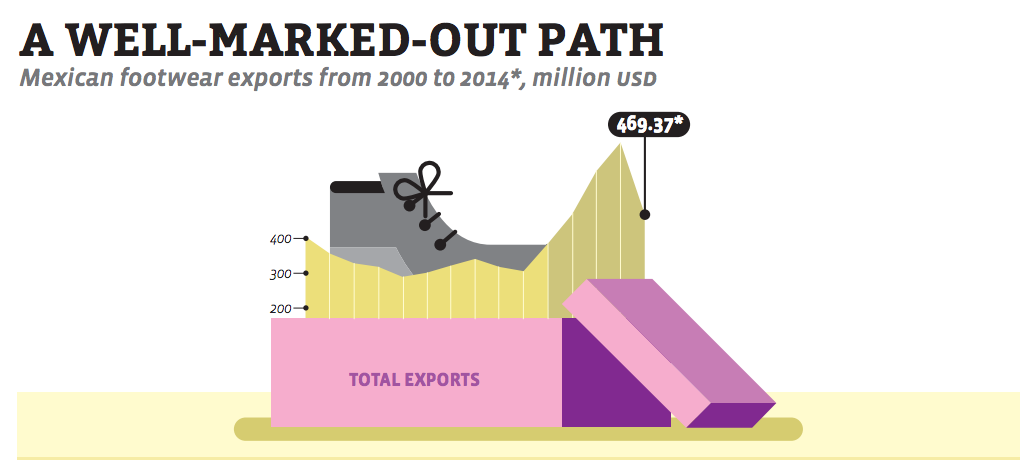 A WELL-MARKED-OUT PATH
Mexican footwear exports from 2000 to 2014*, million USD
469.37*
400
300
200
TOTAL EXPORTS